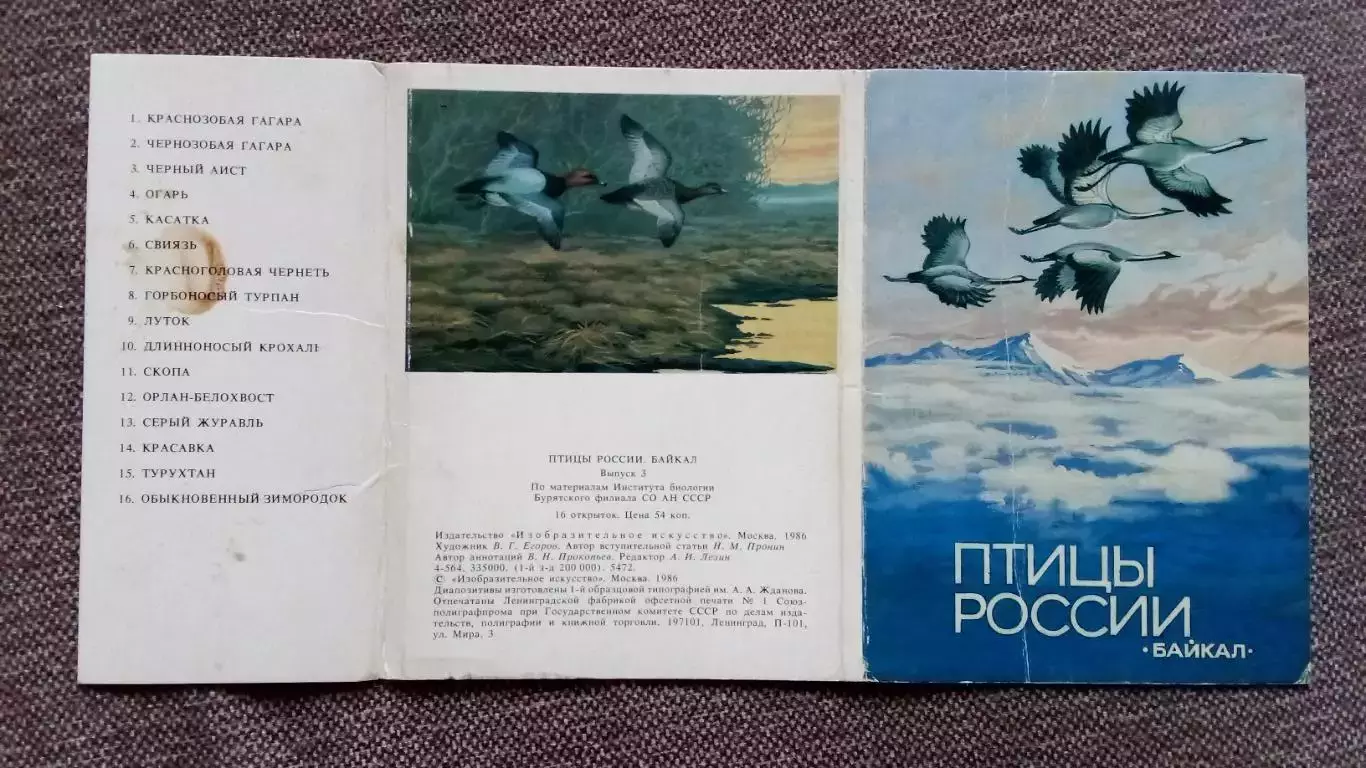 1. КРАСНОЗОБАЯ ГАГАРА
2. ЧЕРНОЗОБАЯ ГАГАРА
3. ЧЕРНЫЙ АИСТ
4. ОГАРЬ
5. КАСАТКА
6. СВИЯЗЬ
7. КРАСНОГОЛОВАЯ ЧЕРНЕТЬ
8. ГОРБОНОСЫЙ ТУРПАН
9. ЛУТОК
10. ДЛИННОНОСЫЙ КРОХАЛЬ
11. СКОПА
12. ОРЛАН-БЕЛОХВОСТ
13. СЕРЫЙ ЖУРАВЛЬ
14. КРАСАВКА
15. ТУРУХТАН
16. ОБЫКНОВЕННЫЙ ЗИМОРОДОК
ПТИЦЫ РОССИИ. БАЙКАЛ
Выпуск 3
По материалам Института биологии
Бурятского филиала СО АН СССР
16 открыток. Цена 54 коп.
Издательство «Изобразительное искусство». Москва. 1986
Художник В. Г. Егоров. Автор вступительной статьи Н. М. Пронин
Автор аннотаций В. Н. Прокопьев. Редактор А. И. Лезин
4-564. 335000. (1-й з-д 200 000). 5472.
© «Изобразительное искусство». Москва. 1986
Диапозитивы изготовлены 1-й образцовой типографией им. А. А. Жданова.
Отпечатаны Ленинградской фабрикой офсетной печати № 1 Союз-
полиграфпрома при Государственном комитете СССР по делам изда-
тельств, полиграфии и книжной торговли. 197101, Ленинград, П-101,
ул. Мира, 3
ПТИЦЫ
РОССИИ
·БАЙКАЛ·